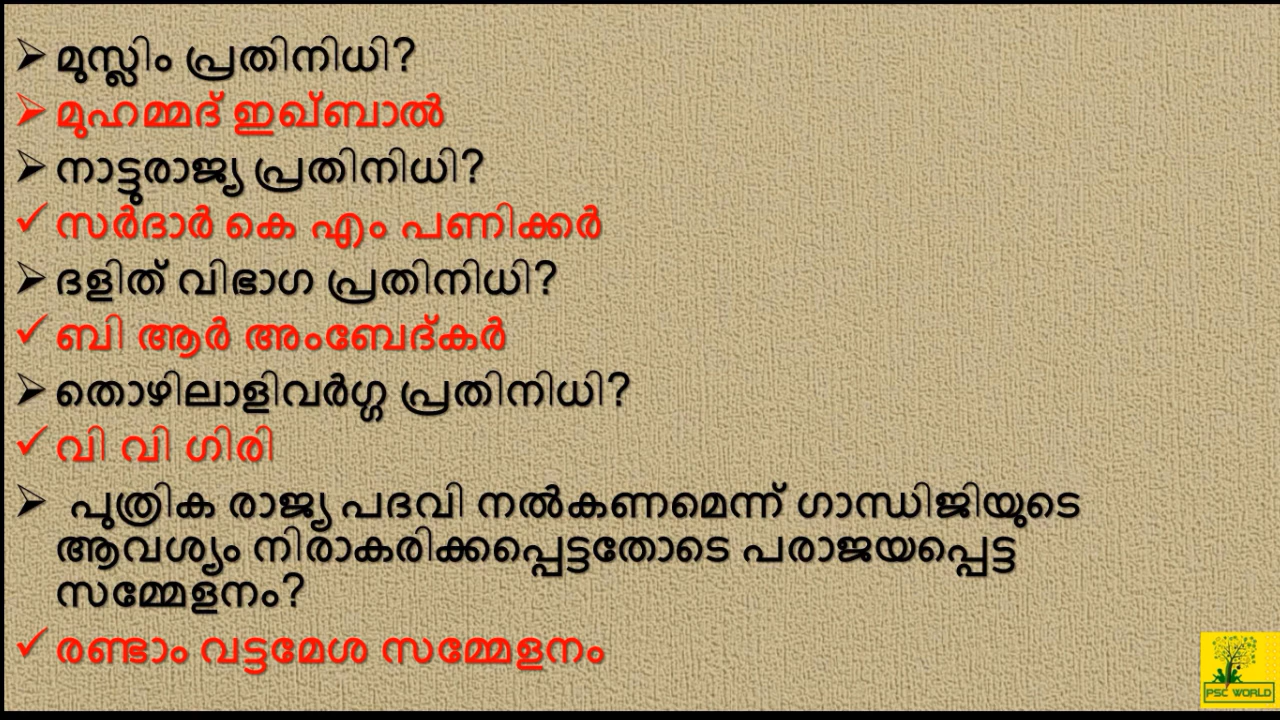 ➢ മുസ്ലിം പ്രതിനിധി?
➢ മുഹമ്മദ് ഇഖ്ബാൽ
➢ നാട്ടുരാജ്യ പ്രതിനിധി?
✓ സർദാർ കെ എം പണിക്കർ
➢ ദളിത് വിഭാഗ പ്രതിനിധി?
✓ ബി ആർ അംബേദ്കർ
➢ തൊഴിലാളിവർഗ്ഗ പ്രതിനിധി?
✓ വി വി ഗിരി
➢ പുത്രിക രാജ്യ പദവി നൽകണമെന്ന് ഗാന്ധിജിയുടെ
ആവശ്യം നിരാകരിക്കപ്പെട്ടതോടെ പരാജയപ്പെട്ട
സമ്മേളനം?
✓ രണ്ടാം വട്ടമേശ സമ്മേളനം
PSC WORLD